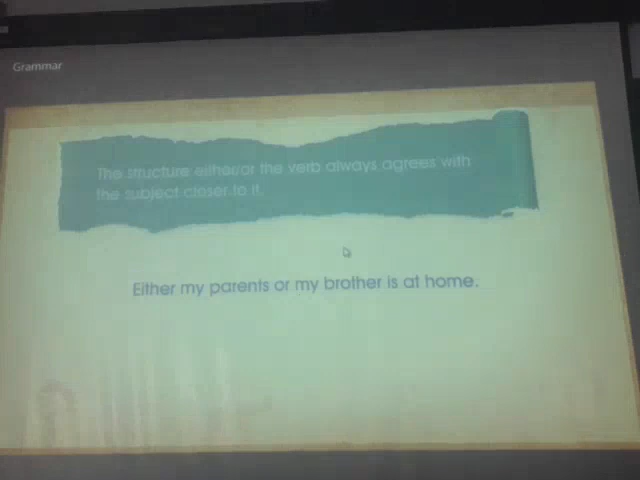 Grammar
The structure either/or the verb always agrees with
the subject closer to it.
Either my parents or my brother is at home.